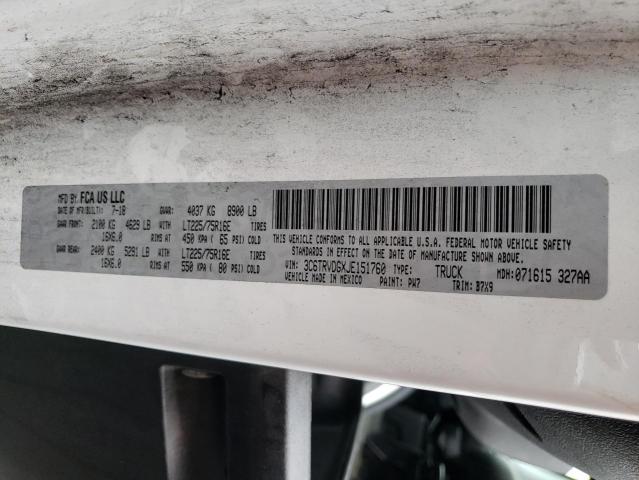 MFD BY: FCA US LLC
DATE OF MFR/BUILT: 7-18 GVWR: 4037 KG 8900 LB
GAWR FRONT: 2100 KG 4629 LB WITH LT225/75R16E TIRES
16X6.0 RIMS AT 450 KPA ( 65 PSI) COLD
GAWR REAR: 2400 KG 5291 LB WITH LT225/75R16E TIRES
16X6.0 RIMS AT 550 KPA ( 80 PSI) COLD
THIS VEHICLE CONFORMS TO ALL APPLICABLE U.S.A. FEDERAL MOTOR VEHICLE SAFETY
STANDARDS IN EFFECT ON THE DATE OF MANUFACTURE SHOWN ABOVE.
VIN: 3C6TRVDGXJE151760 TYPE: TRUCK MDH: 071615 327AA
VEHICLE MADE IN MEXICO PAINT: PW7 TRIM: B7X9